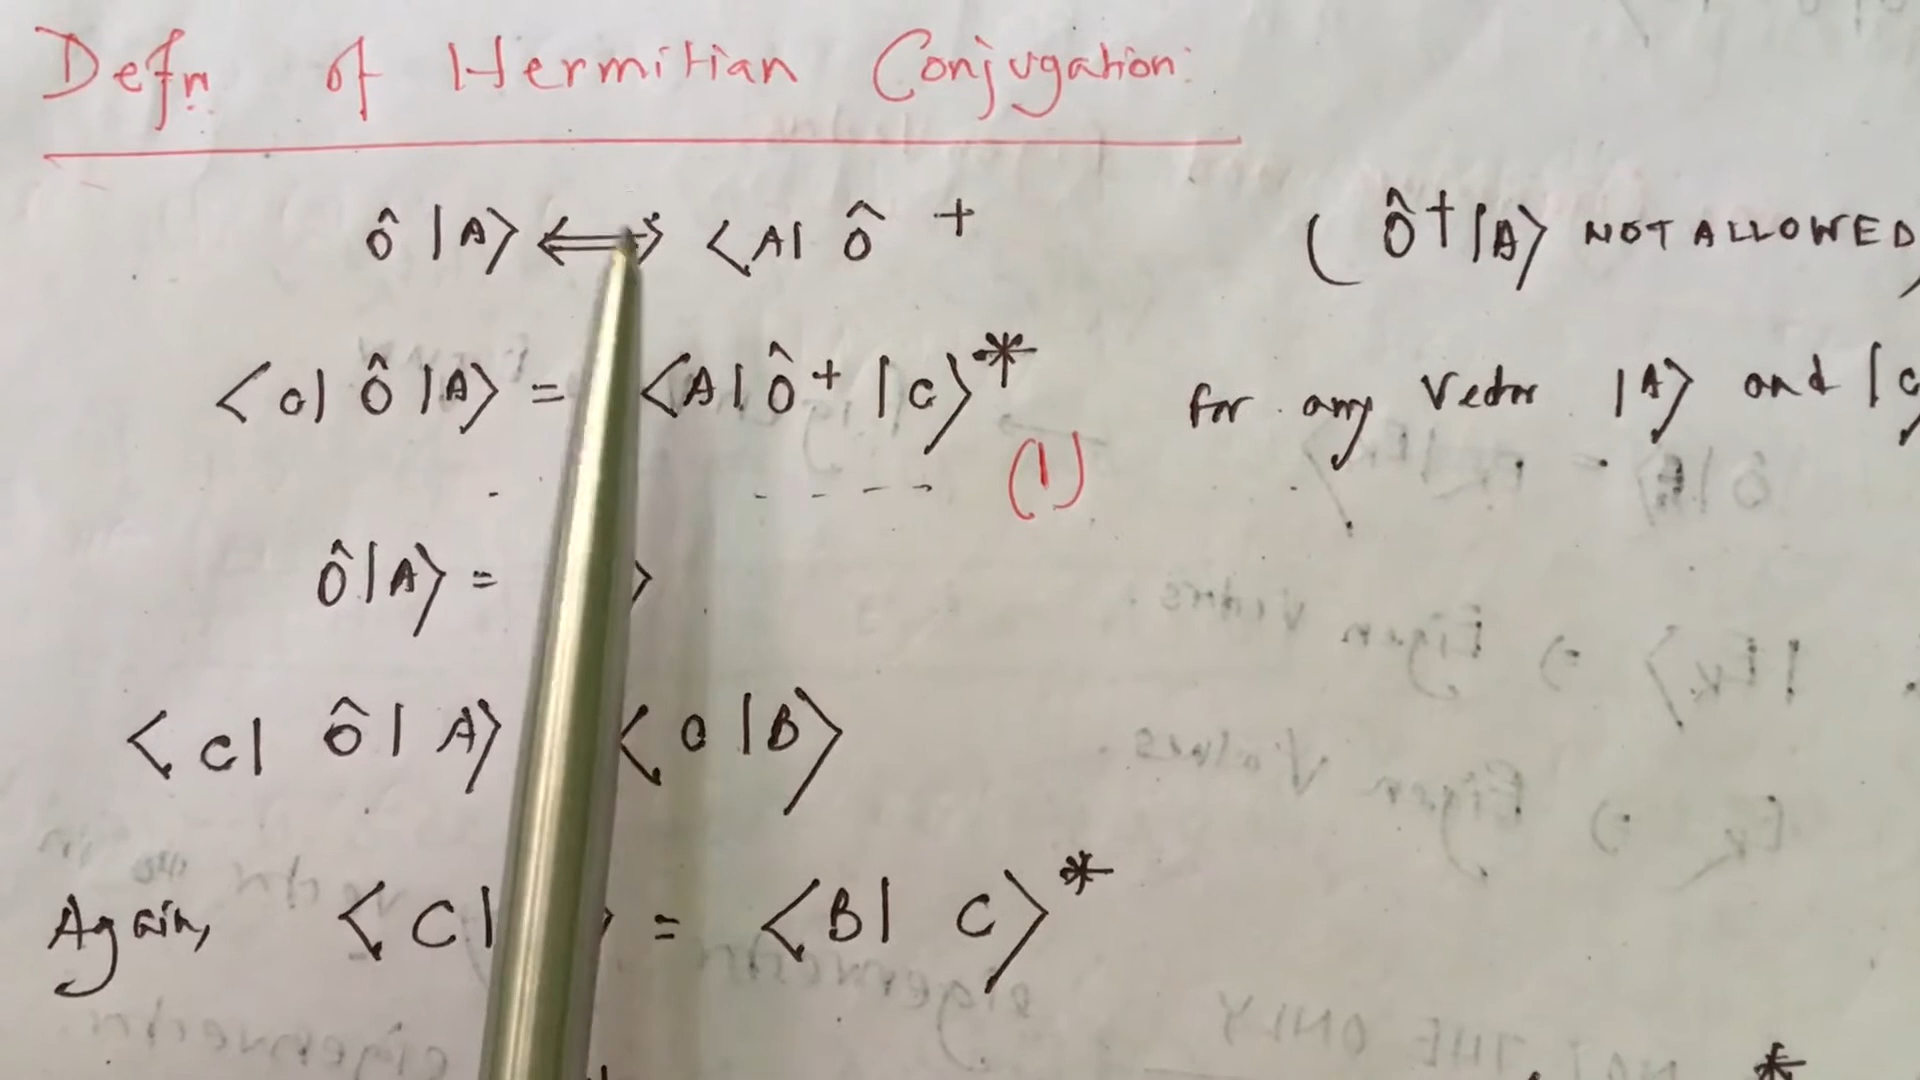 Defn of Hermitian Conjugation:
Ô |A⟩ ⟺ ⟨A| Ô + ( Ô† |A⟩ NOT ALLOWED)
⟨C| Ô |A⟩ = ⟨A| Ô+ |C⟩* for any vector |A⟩ and |C
---- (1)
Ô|A⟩ = ⟩
⟨C| Ô | A⟩ ⟨C |B⟩
Again, ⟨C| ⟩ = ⟨B| C⟩*
*